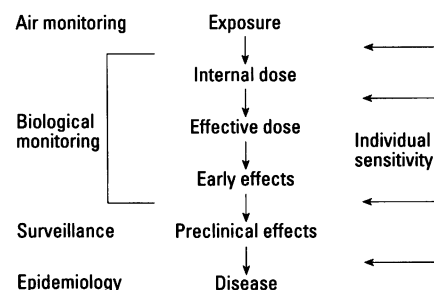 Air monitoring Exposure
Internal dose
Biological
monitoring
Effective dose
Individual
sensitivity
Early effects
Surveillance Preclinical effects
Epidemiology Disease